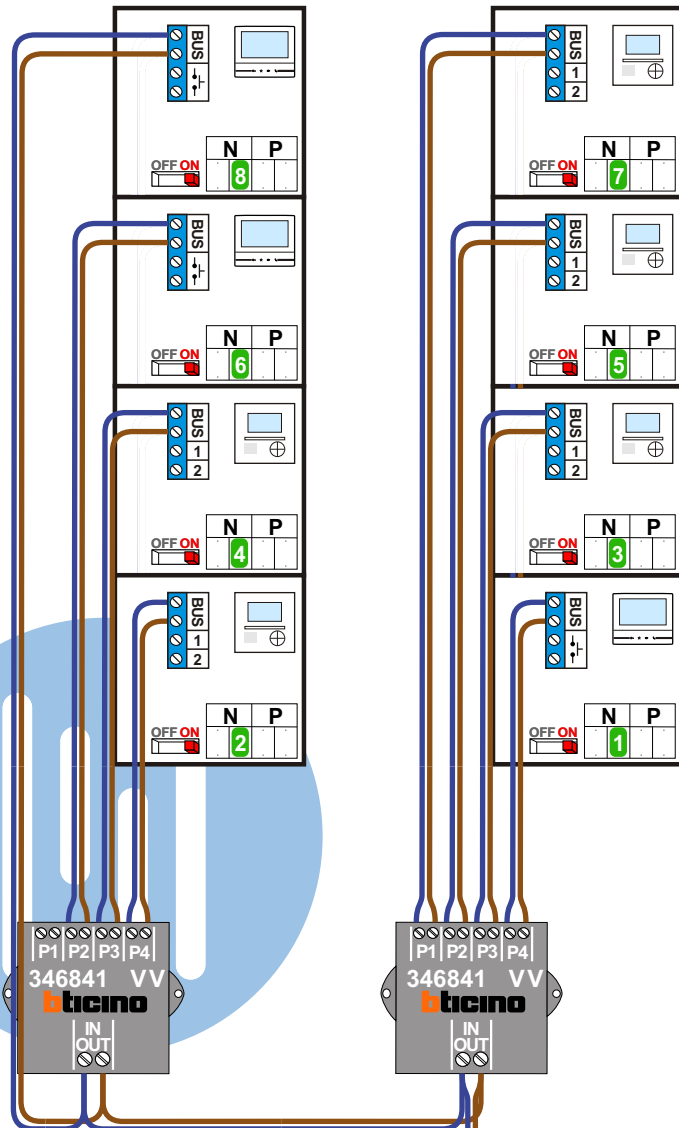 BUS
OFF ON
N P
8
BUS
1
2
OFF ON
N P
7
BUS
OFF ON
N P
6
BUS
1
2
OFF ON
N P
5
BUS
1
2
OFF ON
N P
4
BUS
1
2
OFF ON
N P
3
BUS
1
2
OFF ON
N P
2
BUS
OFF ON
N P
1
P1 P2 P3 P4
346841 VV
bticino
IN
OUT
P1 P2 P3 P4
346841 VV
bticino
IN
OUT